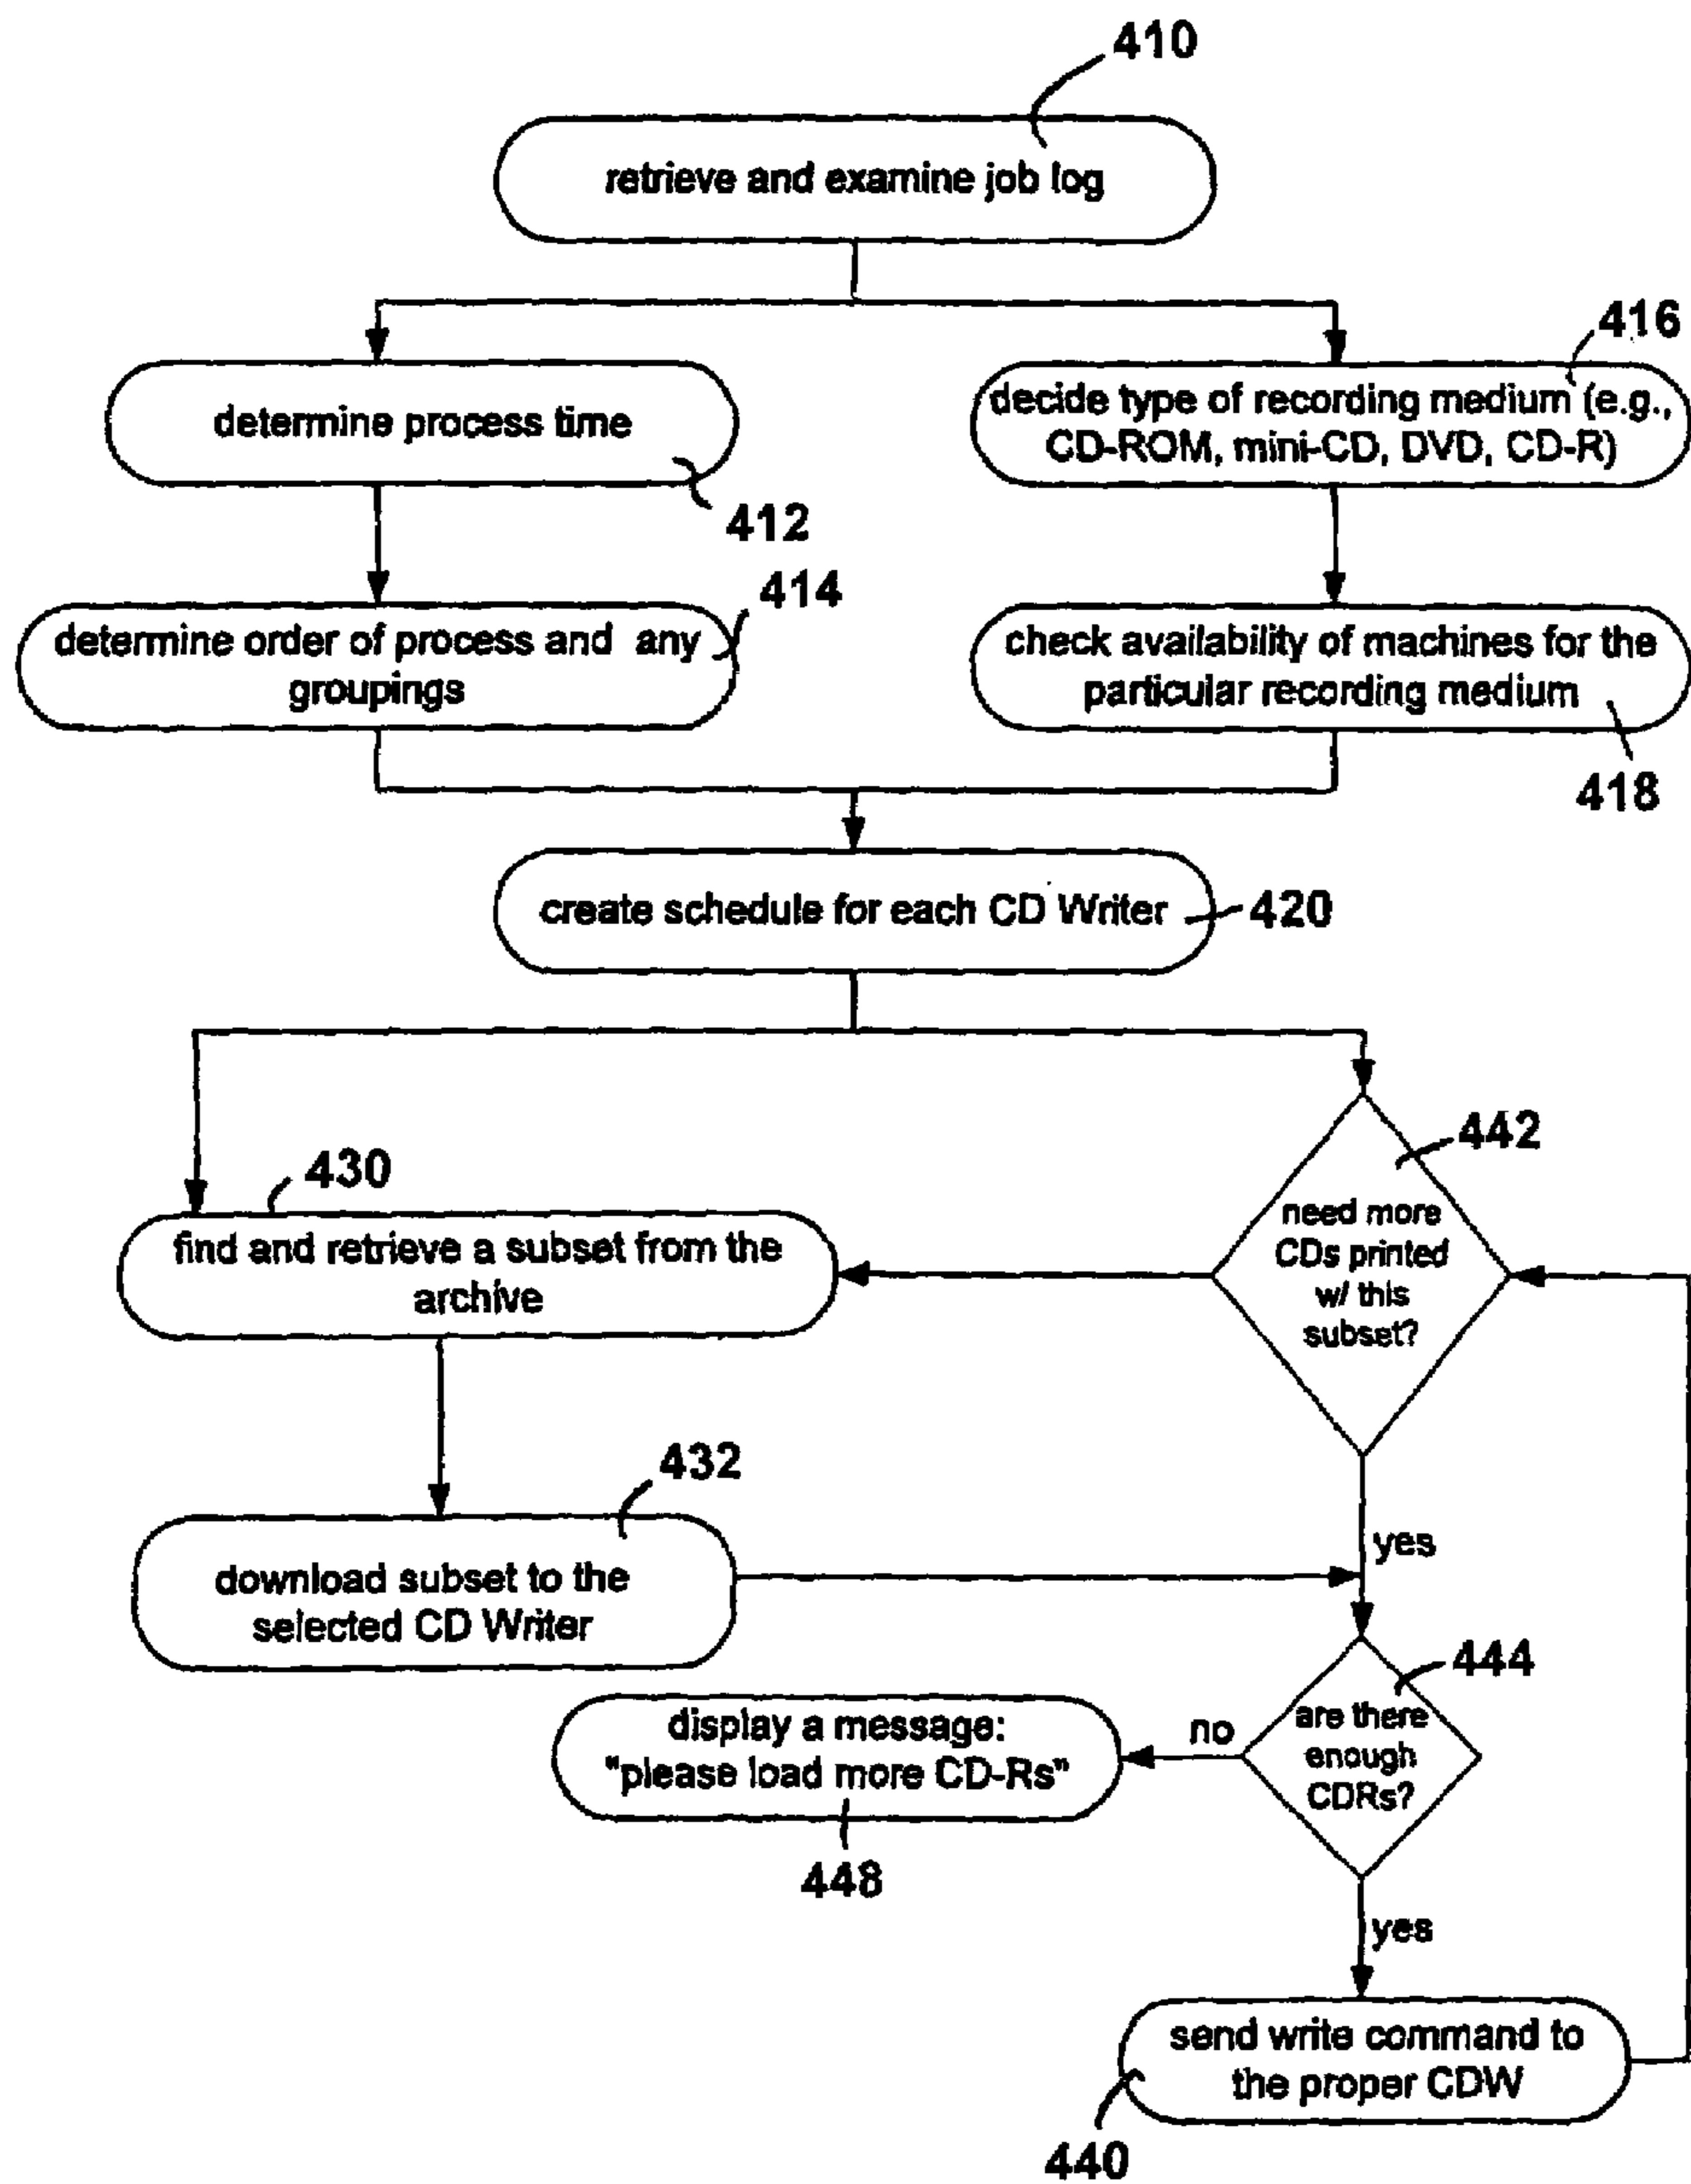 410
retrieve and examine job log
416
determine process time
decide type of recording medium (e.g.,
CD-ROM, mini-CD, DVD, CD-R)
412
414
determine order of process and any
groupings
check availability of machines for the
particular recording medium
418
create schedule for each CD Writer
420
442
430
need more
CDs printed
w/ this
subset?
find and retrieve a subset from the
archive
432
yes
download subset to the
selected CD Writer
444
display a message:
"please load more CD-Rs"
no
are there
enough
CDRs?
448
yes
send write command to
the proper CDW
440